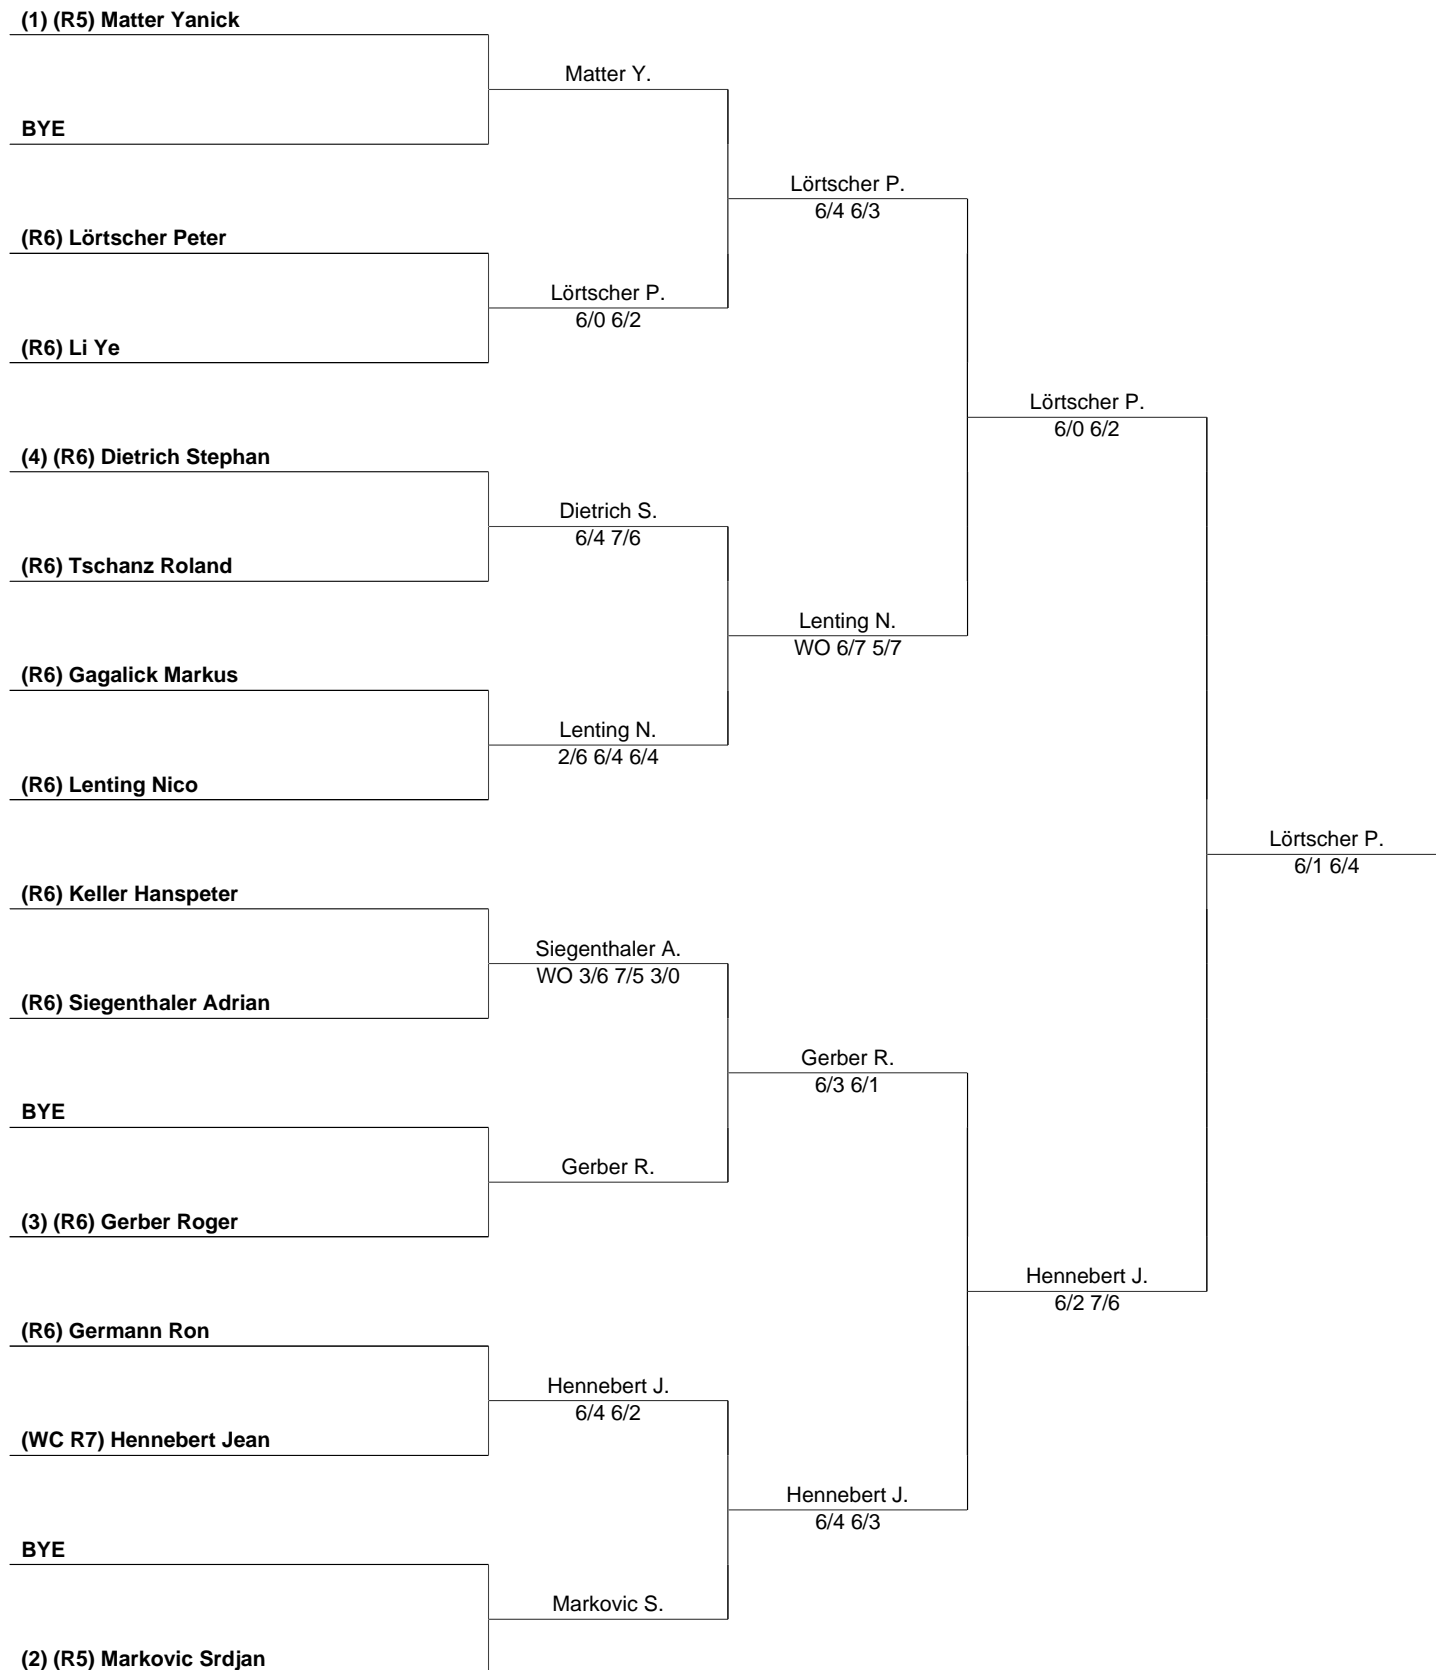 (1) (R5) Matter Yanick
Matter Y.
BYE
Lörtscher P.
6/4 6/3
(R6) Lörtscher Peter
Lörtscher P.
6/0 6/2
(R6) Li Ye
Lörtscher P.
6/0 6/2
(4) (R6) Dietrich Stephan
Dietrich S.
6/4 7/6
(R6) Tschanz Roland
Lenting N.
WO 6/7 5/7
(R6) Gagalick Markus
Lenting N.
2/6 6/4 6/4
(R6) Lenting Nico
Lörtscher P.
6/1 6/4
(R6) Keller Hanspeter
Siegenthaler A.
WO 3/6 7/5 3/0
(R6) Siegenthaler Adrian
Gerber R.
6/3 6/1
BYE
Gerber R.
(3) (R6) Gerber Roger
Hennebert J.
6/2 7/6
(R6) Germann Ron
Hennebert J.
6/4 6/2
(WC R7) Hennebert Jean
Hennebert J.
6/4 6/3
BYE
Markovic S.
(2) (R5) Markovic Srdjan